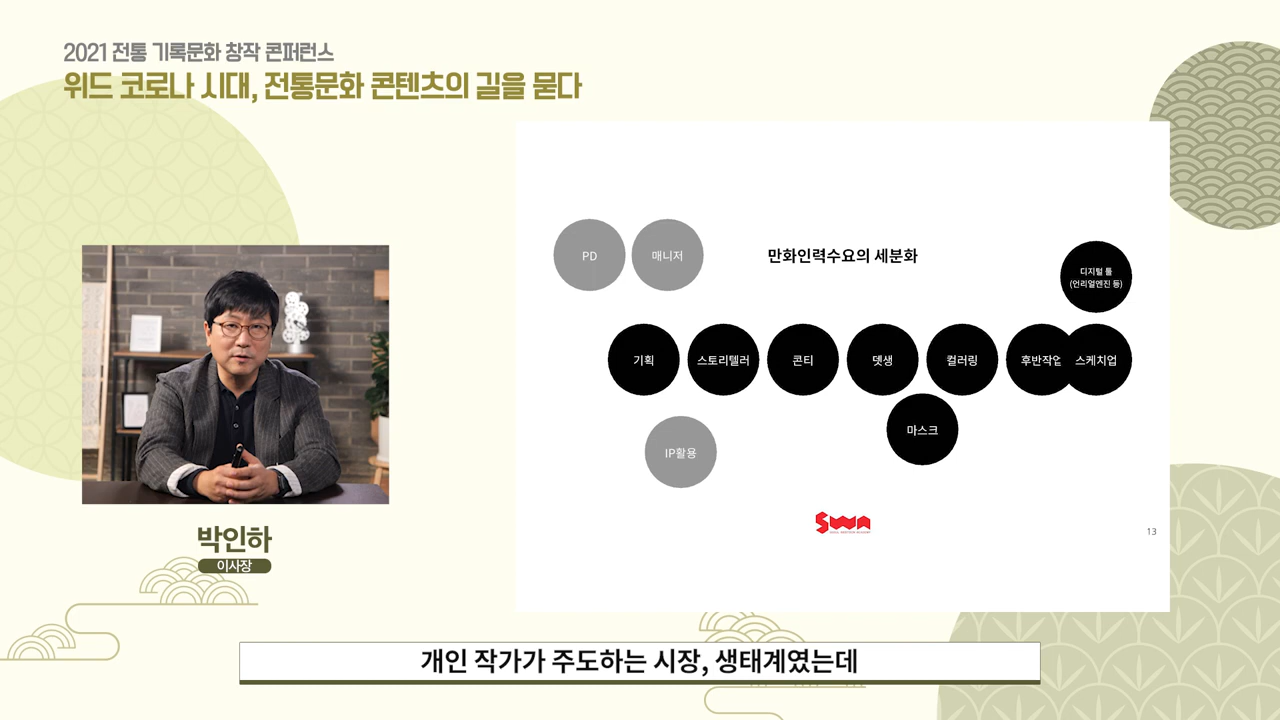 2021 전통 기록문화 창작 콘퍼런스
위드 코로나 시대, 전통문화 콘텐츠의 길을 묻다
PD
매니저
만화인력수요의 세분화
디지털 툴
(언리얼엔진 등)
기획
스토리텔러
콘티
뎃생
컬러링
후반작업
스케치업
마스크
IP활용
SWA
13
박인하
이사장
개인 작가가 주도하는 시장, 생태계였는데